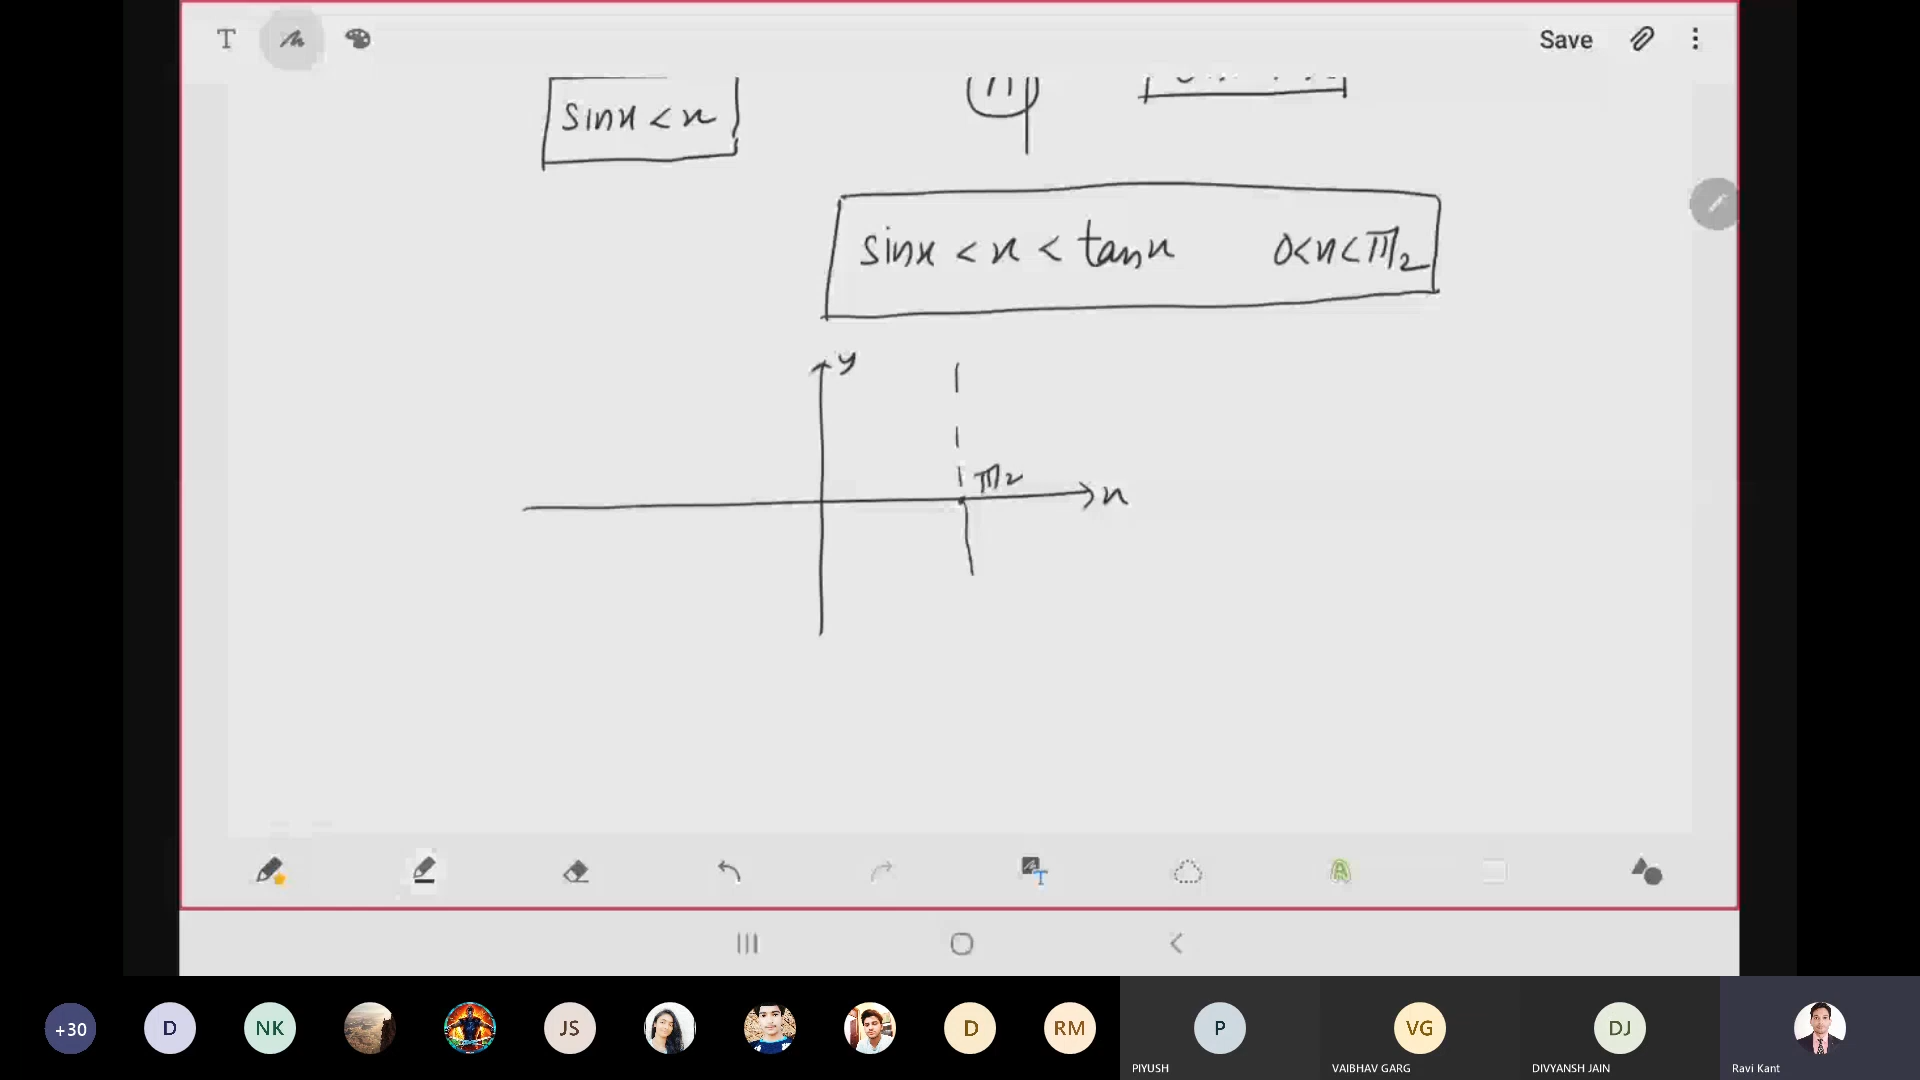 T Save
sinx < x
π
sinx < x < tanx 0<x<π/2
y
π/2
x
T
A
+30 D NK JS D RM P VG DJ
PIYUSH VAIBHAV GARG DIVYANSH JAIN Ravi Kant